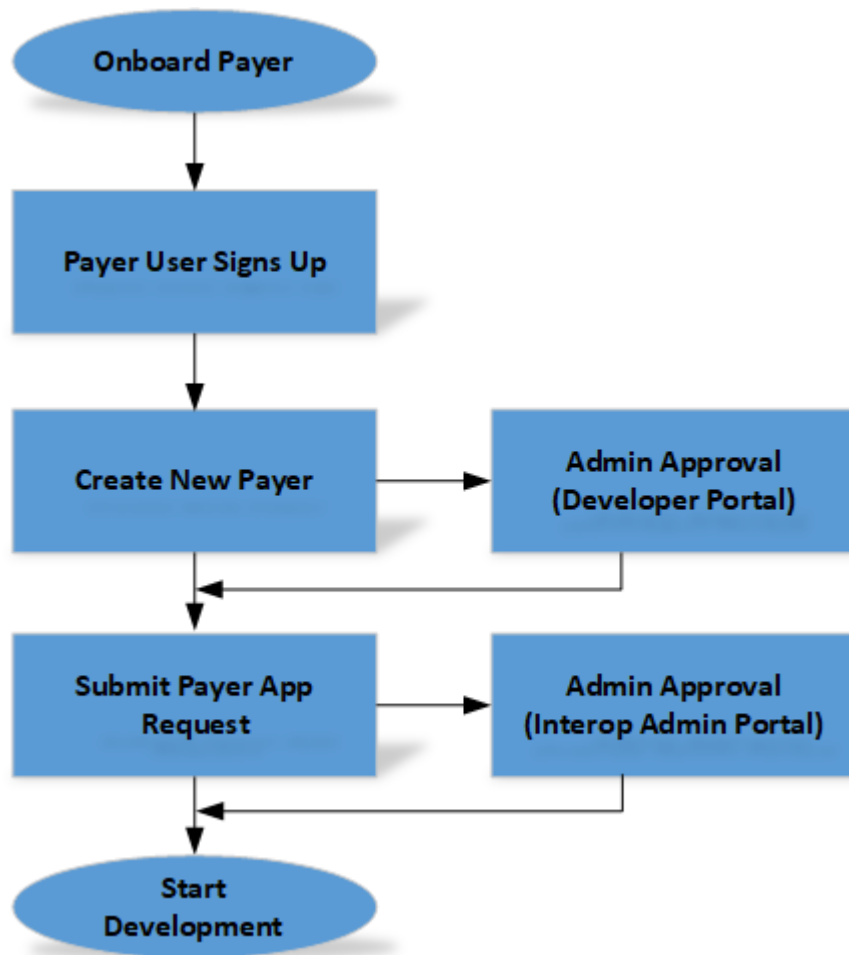 Onboard Payer
Payer User Signs Up
Create New Payer
Admin Approval
(Developer Portal)
Submit Payer App
Request
Admin Approval
(Interop Admin Portal)
Start
Development